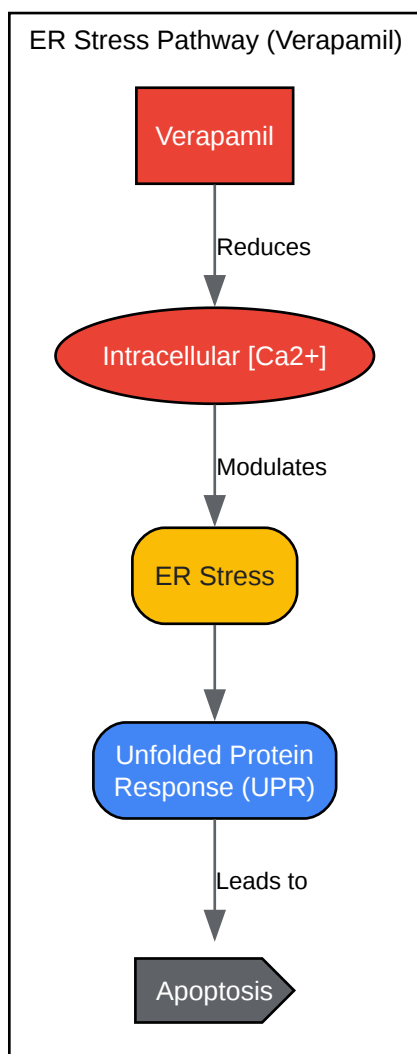 ER Stress Pathway (Verapamil)
Verapamil
Reduces
Intracellular [Ca2+]
Modulates
ER Stress
Unfolded Protein
Response (UPR)
Leads to
Apoptosis